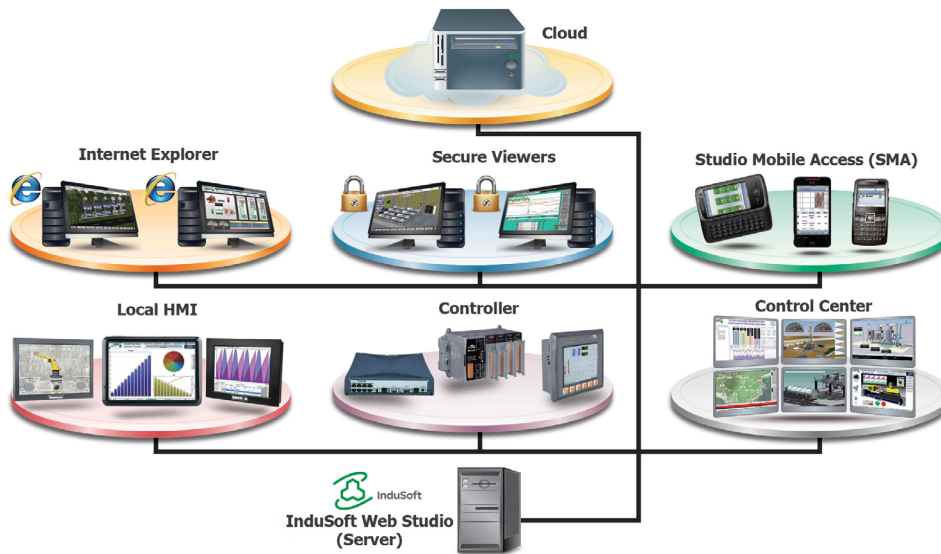 Cloud
Internet Explorer
Secure Viewers
Studio Mobile Access (SMA)
Local HMI
Controller
Control Center
InduSoft
InduSoft Web Studio
(Server)